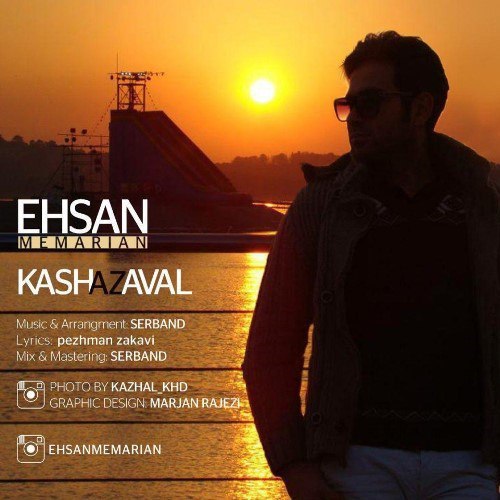 EHSAN
MEMARIAN
KASHAZAVAL
Music & Arrangment: SERBAND
Lyrics: pezhman zakavi
Mix & Mastering: SERBAND
PHOTO BY KAZHAL_KHD
GRAPHIC DESIGN: MARJAN RAJEZI
EHSANMEMARIAN